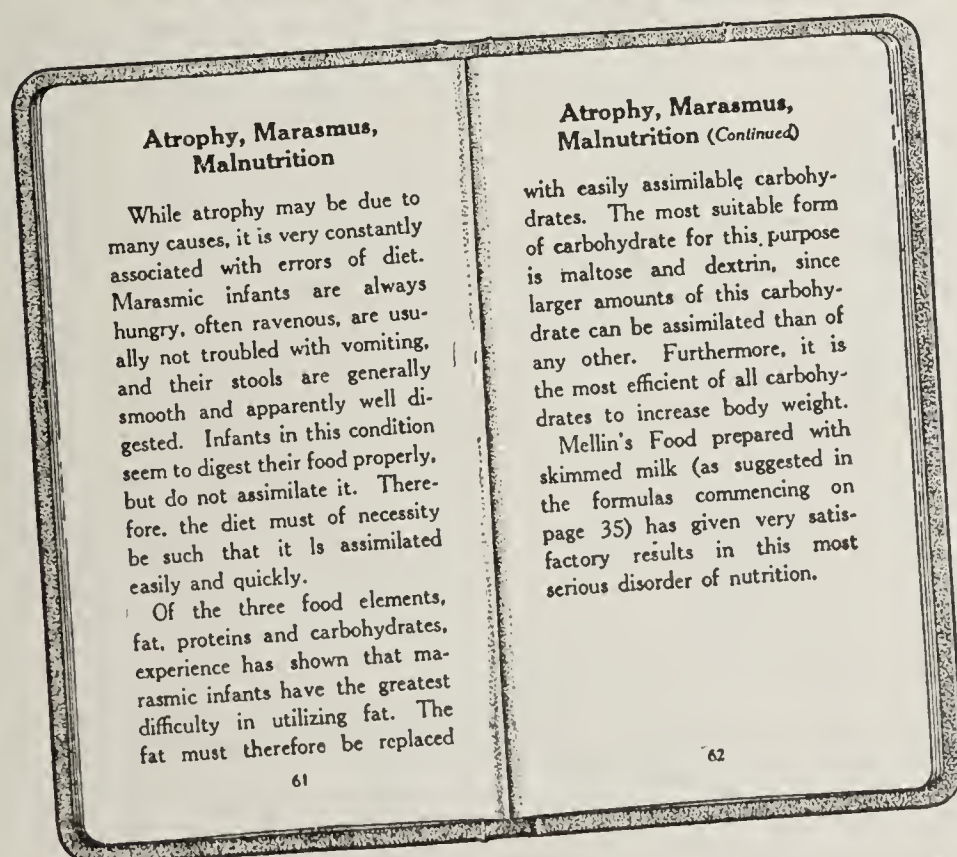 Atrophy, Marasmus,
Malnutrition
While atrophy may be due to
many causes, it is very constantly
associated with errors of diet.
Marasmic infants are always
hungry, often ravenous, are usu-
ally not troubled with vomiting,
and their stools are generally
smooth and apparently well di-
gested. Infants in this condition
seem to digest their food properly,
but do not assimilate it. There-
fore, the diet must of necessity
be such that it is assimilated
easily and quickly.
Of the three food elements,
fat, proteins and carbohydrates,
experience has shown that ma-
rasmic infants have the greatest
difficulty in utilizing fat. The
fat must therefore be replaced
61
Atrophy, Marasmus,
Malnutrition (Continued)
with easily assimilable carbohy-
drates. The most suitable form
of carbohydrate for this purpose
is maltose and dextrin, since
larger amounts of this carbohy-
drate can be assimilated than of
any other. Furthermore, it is
the most efficient of all carbohy-
drates to increase body weight.
Mellin's Food prepared with
skimmed milk (as suggested in
the formulas commencing on
page 35) has given very satis-
factory results in this most
serious disorder of nutrition.
62